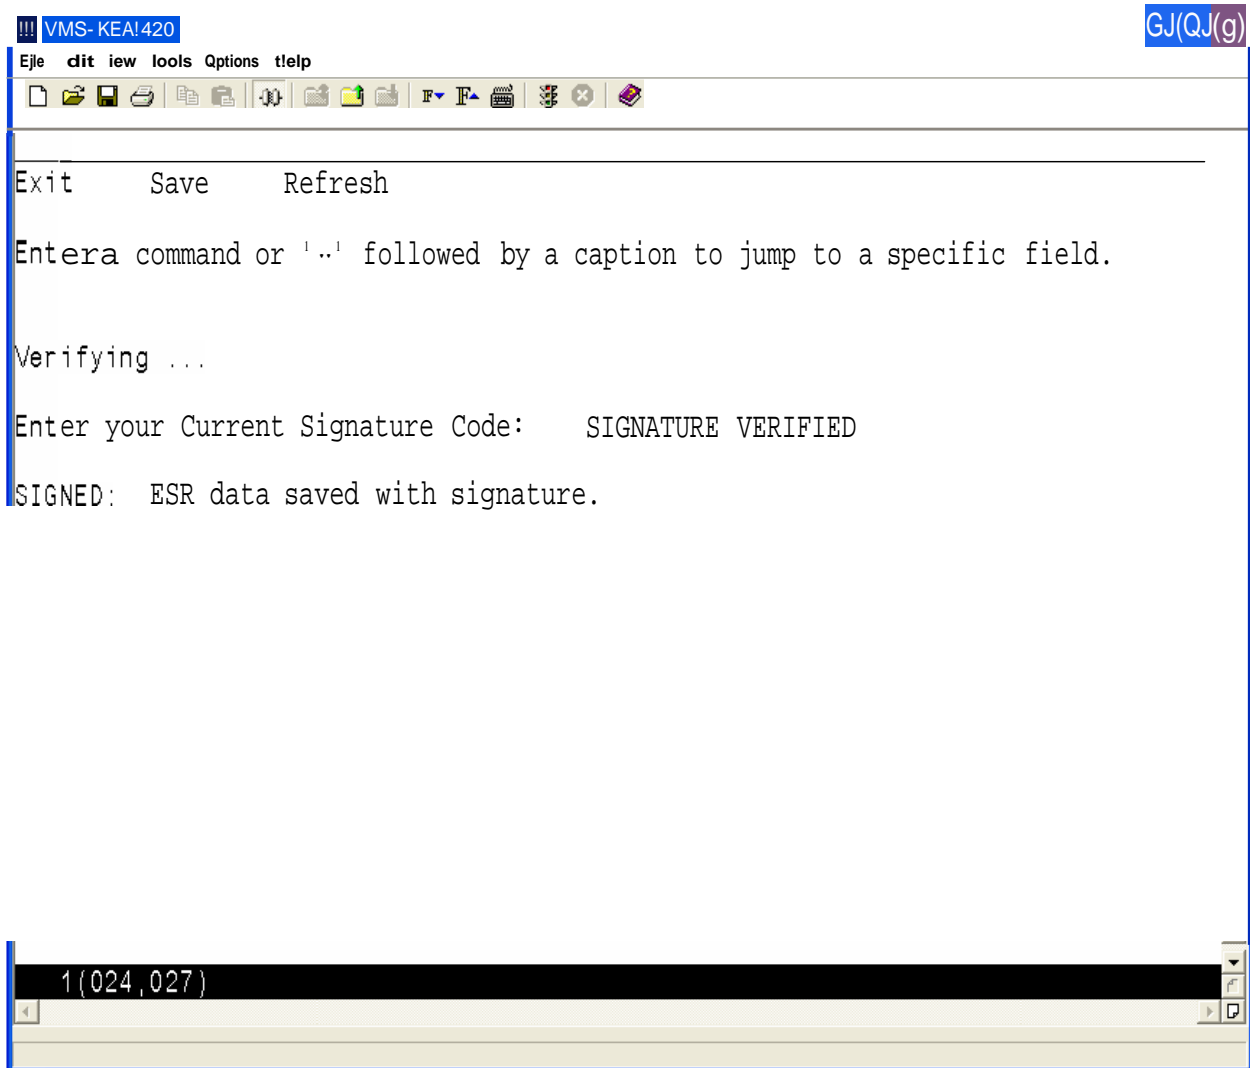 !!! VMS- KEA! 420 GJ(QJ(g)
Ejle dit iew lools Qptions t!elp
Exit Save Refresh
Entera command or '..' followed by a caption to jump to a specific field.
Verifying ...
Enter your Current Signature Code: SIGNATURE VERIFIED
SIGNED: ESR data saved with signature.
1(024,027)